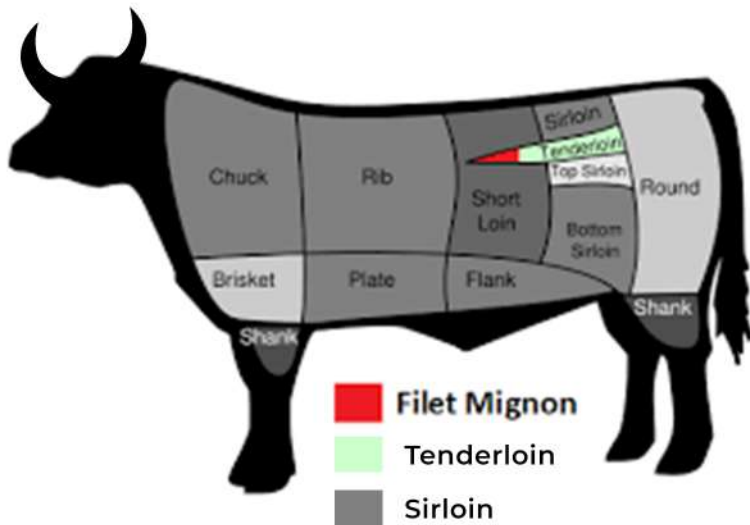 Sirloin
Tenderloin
Chuck
Rib
Top Sirloin
Round
Short
Loin
Bottom
Sirloin
Brisket
Plate
Flank
Shank
Shank
Filet Mignon
Tenderloin
Sirloin